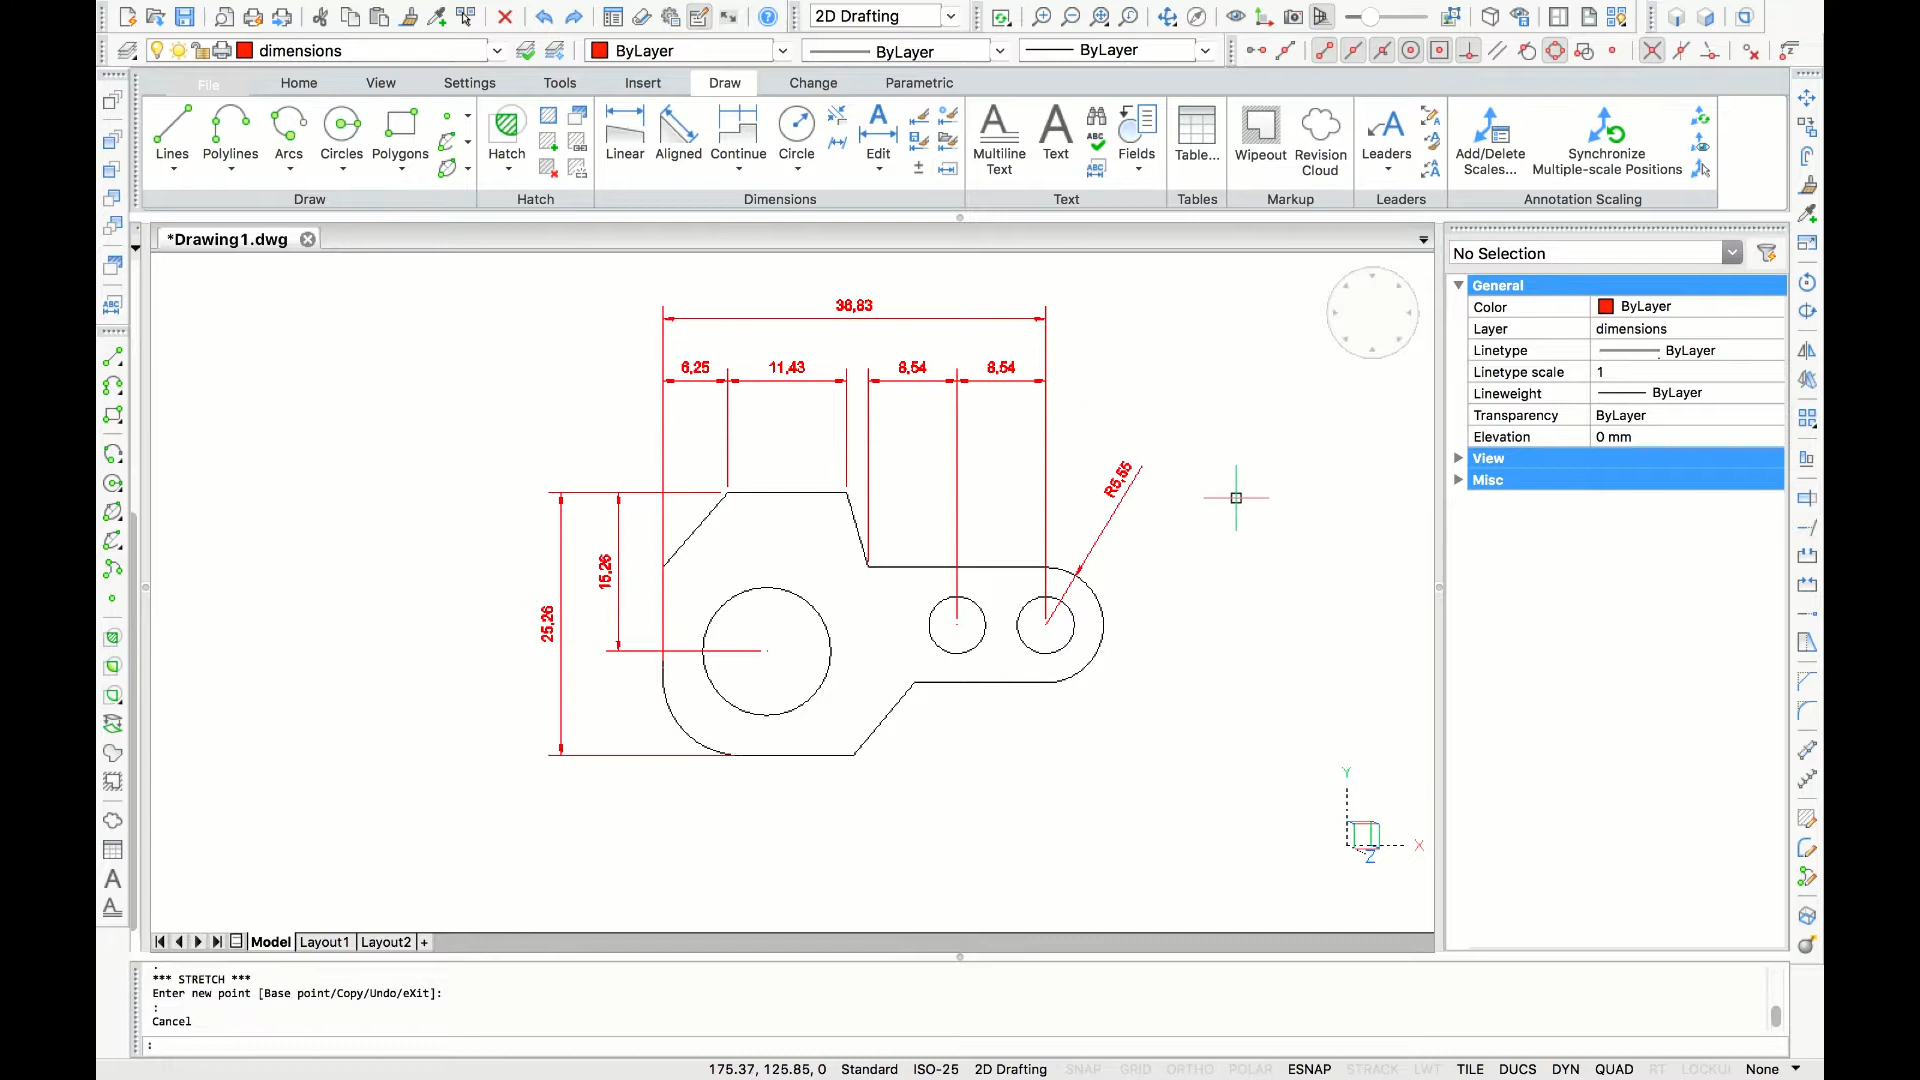 2D Drafting
dimensions
ByLayer
ByLayer
ByLayer
File Home View Settings Tools Insert Draw Change Parametric
Lines Polylines Arcs Circles Polygons Hatch Linear Aligned Continue Circle Edit Multiline Text Text Fields Table... Wipeout Revision Cloud Leaders Add/Delete Scales... Synchronize Multiple-scale Positions
ABC
ABC
Draw Hatch Dimensions Text Tables Markup Leaders Annotation Scaling
*Drawing1.dwg
No Selection
General
Color ByLayer
Layer dimensions
Linetype ByLayer
Linetype scale 1
Lineweight ByLayer
Transparency ByLayer
Elevation 0 mm
View
Misc
ABC
36,83
6,25 11,43 8,54 8,54
R5,55
15,26
25,26
Y
X
Z
Model Layout1 Layout2 +
:
*** STRETCH ***
Enter new point [Base point/Copy/Undo/eXit]:
:
Cancel
:
175.37, 125.85, 0 Standard ISO-25 2D Drafting SNAP GRID ORTHO POLAR ESNAP STRACK LWT TILE DUCS DYN QUAD RT LOCKUI None